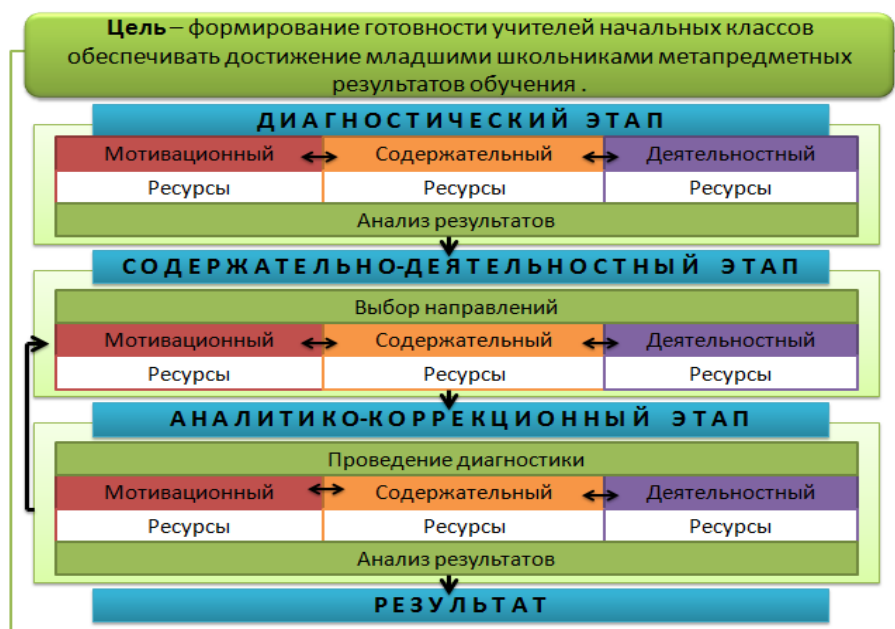 Цель – формирование готовности учителей начальных классов
обеспечивать достижение младшими школьниками метапредметных
результатов обучения .
ДИАГНОСТИЧЕСКИЙ ЭТАП
Мотивационный Содержательный Деятельностный
Ресурсы Ресурсы Ресурсы
Анализ результатов
СОДЕРЖАТЕЛЬНО-ДЕЯТЕЛЬНОСТНЫЙ ЭТАП
Выбор направлений
Мотивационный Содержательный Деятельностный
Ресурсы Ресурсы Ресурсы
АНАЛИТИКО-КОРРЕКЦИОННЫЙ ЭТАП
Проведение диагностики
Мотивационный Содержательный Деятельностный
Ресурсы Ресурсы Ресурсы
Анализ результатов
РЕЗУЛЬТАТ